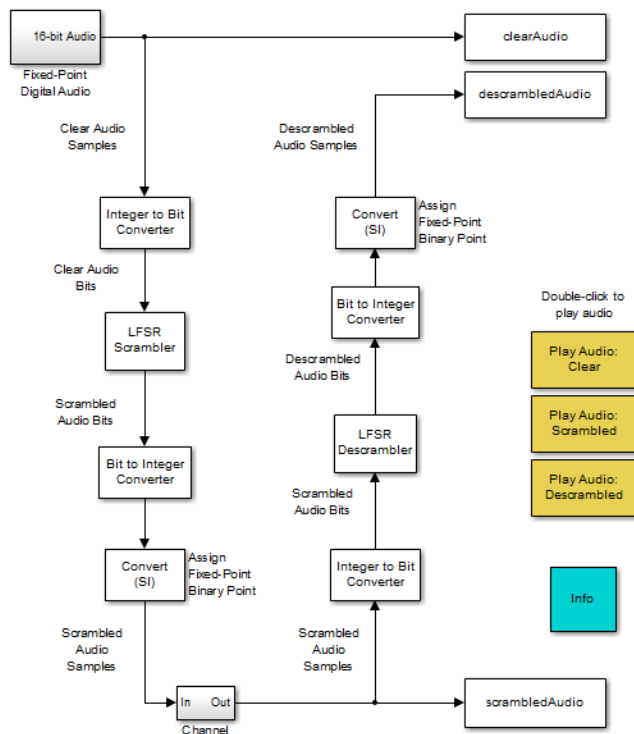 16-bit Audio
Fixed-Point
Digital Audio
clearAudio
descrambledAudio
Clear Audio
Samples
Descrambled
Audio Samples
Integer to Bit
Converter
Convert
(SI)
Assign
Fixed-Point
Binary Point
Clear Audio
Bits
Bit to Integer
Converter
Double-click to
play audio
LFSR
Scrambler
Descrambled
Audio Bits
Play Audio:
Clear
Scrambled
Audio Bits
LFSR
Descrambler
Play Audio:
Scrambled
Bit to Integer
Converter
Scrambled
Audio Bits
Play Audio:
Descrambled
Convert
(SI)
Assign
Fixed-Point
Binary Point
Integer to Bit
Converter
Info
Scrambled
Audio
Samples
Scrambled
Audio
Samples
In Out
Channel
scrambledAudio